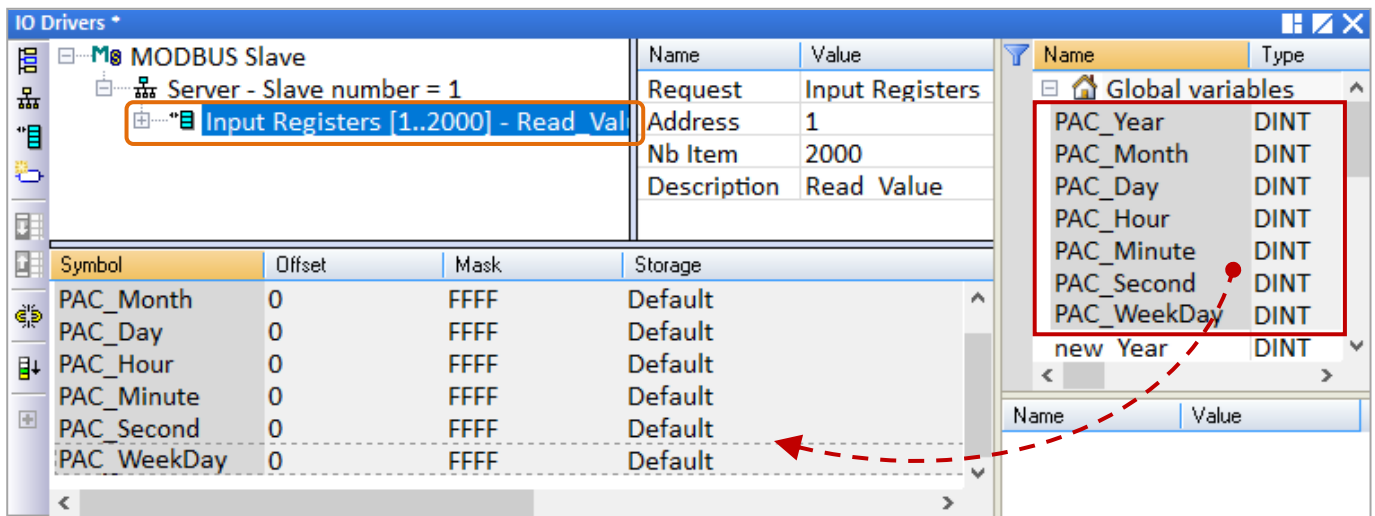 IO Drivers *
MODBUS Slave
Server - Slave number = 1
Input Registers [1..2000] - Read_Val
Name Value
Request Input Registers
Address 1
Nb Item 2000
Description Read_Value
Name Type
Global variables
PAC_Year DINT
PAC_Month DINT
PAC_Day DINT
PAC_Hour DINT
PAC_Minute DINT
PAC_Second DINT
PAC_WeekDay DINT
new_Year DINT
Symbol Offset Mask Storage
PAC_Month 0 FFFF Default
PAC_Day 0 FFFF Default
PAC_Hour 0 FFFF Default
PAC_Minute 0 FFFF Default
PAC_Second 0 FFFF Default
PAC_WeekDay 0 FFFF Default
Name Value